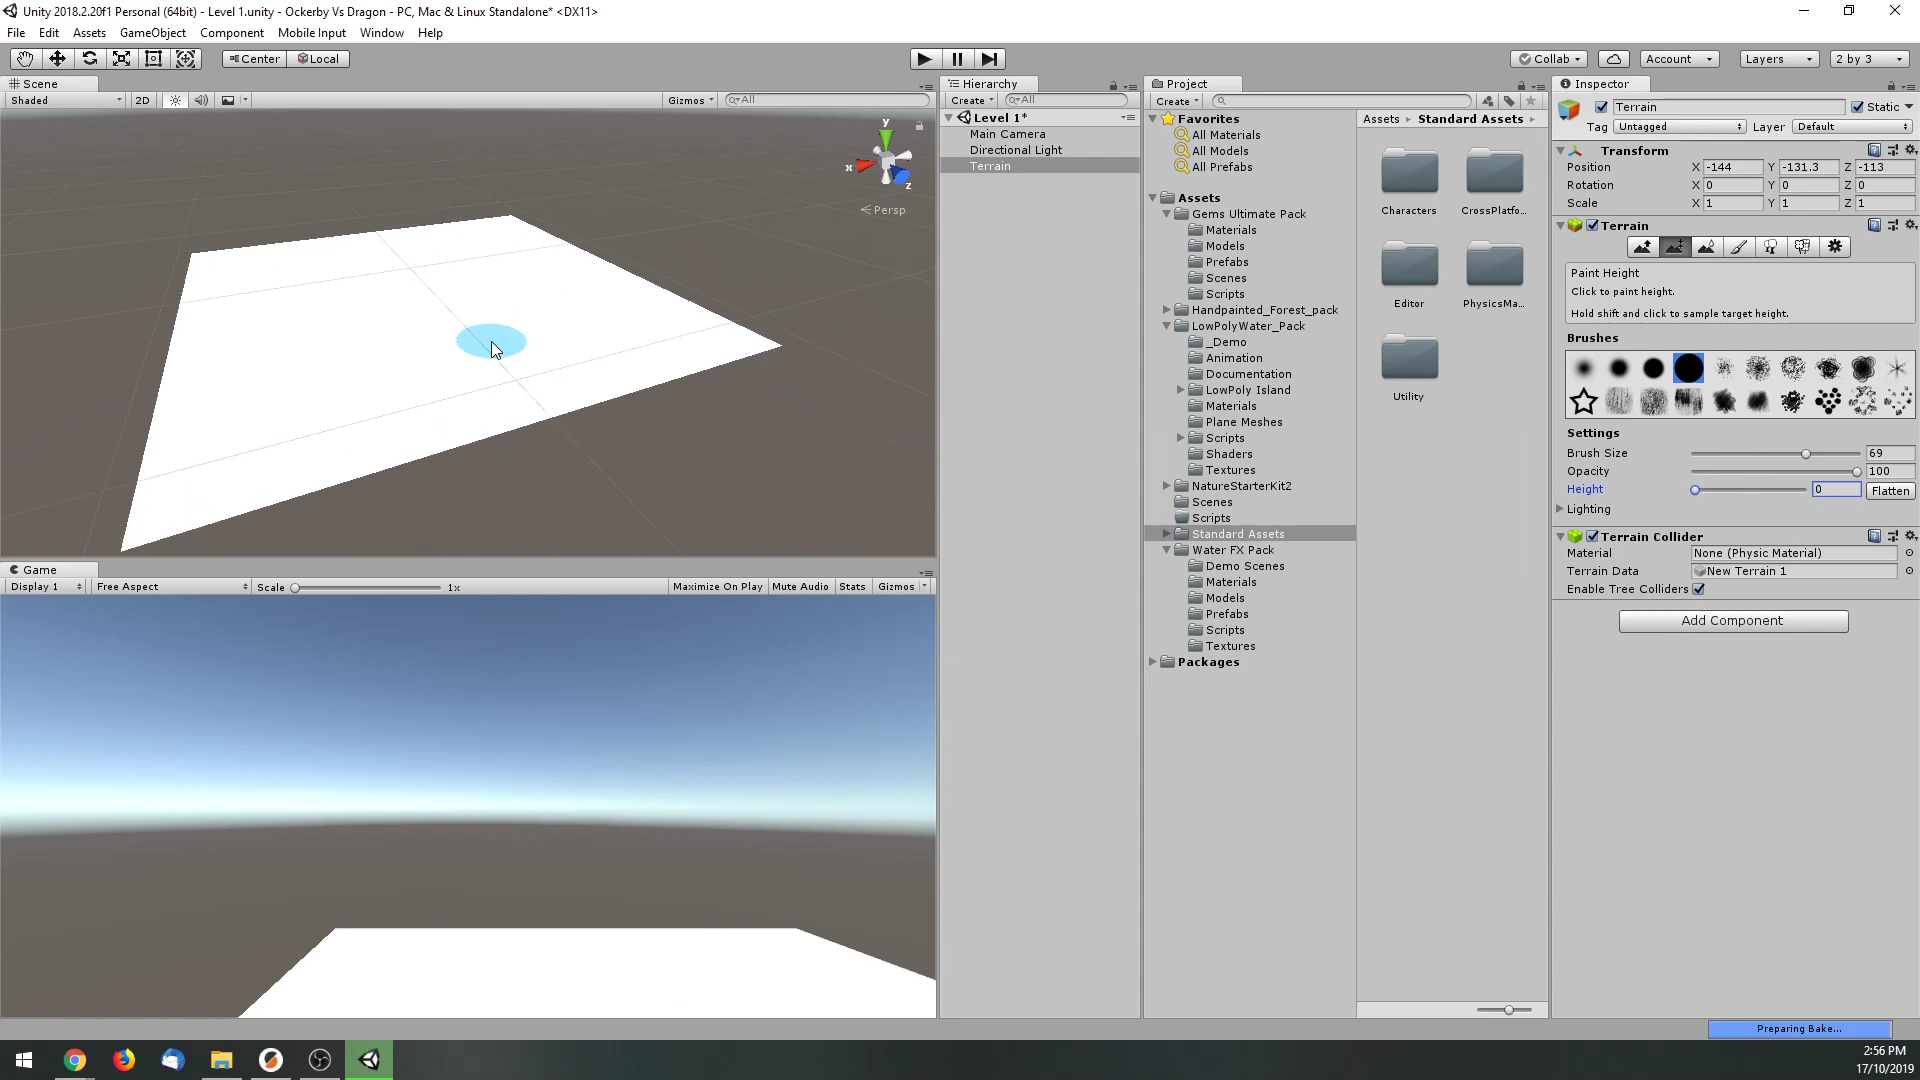 Unity 2018.2.20f1 Personal (64bit) - Level 1.unity - Ockerby Vs Dragon - PC, Mac & Linux Standalone* <DX11>
File Edit Assets GameObject Component Mobile Input Window Help
Center Local
Collab Account Layers 2 by 3
Scene
Shaded 2D Gizmos All
y
x
z
Persp
Game
Display 1 Free Aspect Scale 1x Maximize On Play Mute Audio Stats Gizmos
Hierarchy
Create All
Level 1*
Main Camera
Directional Light
Terrain
Project
Create
Favorites
All Materials
All Models
All Prefabs
Assets
Gems Ultimate Pack
Materials
Models
Prefabs
Scenes
Scripts
Handpainted_Forest_pack
LowPolyWater_Pack
_Demo
Animation
Documentation
LowPoly Island
Materials
Plane Meshes
Scripts
Shaders
Textures
NatureStarterKit2
Scenes
Scripts
Standard Assets
Water FX Pack
Demo Scenes
Materials
Models
Prefabs
Scripts
Textures
Packages
Assets Standard Assets
Characters CrossPlatfo...
Editor PhysicsMa...
Utility
Inspector
Terrain Static
Tag Untagged Layer Default
Transform
Position X -144 Y -131.3 Z -113
Rotation X 0 Y 0 Z 0
Scale X 1 Y 1 Z 1
Terrain
Paint Height
Click to paint height.
Hold shift and click to sample target height.
Brushes
Settings
Brush Size 69
Opacity 100
Height 0 Flatten
Lighting
Terrain Collider
Material None (Physic Material)
Terrain Data New Terrain 1
Enable Tree Colliders
Add Component
Preparing Bake...
2:56 PM
17/10/2019